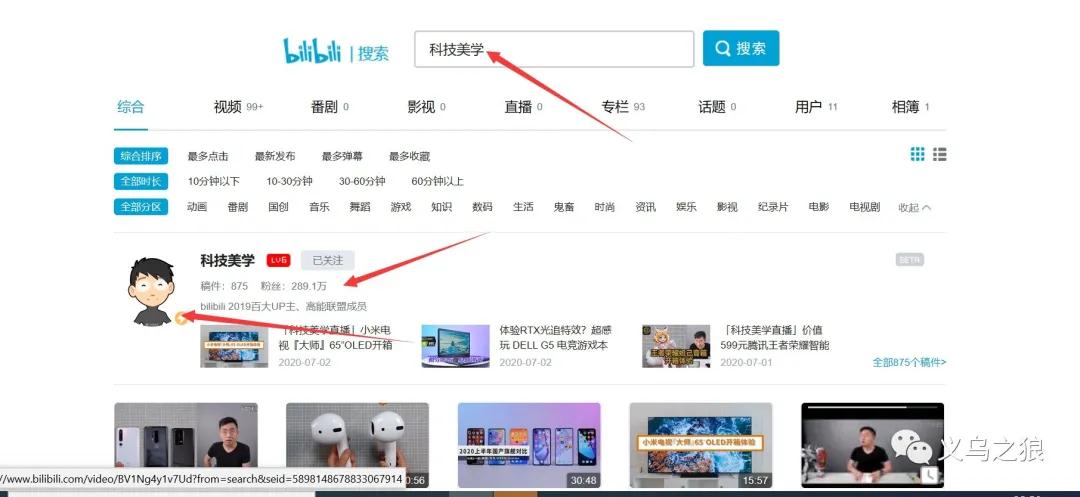 bilibili | 搜索 科技美学 搜索
综合 视频 99+ 番剧 0 影视 0 直播 0 专栏 93 话题 0 用户 11 相簿 1
综合排序 最多点击 最新发布 最多弹幕 最多收藏
全部时长 10分钟以下 10-30分钟 30-60分钟 60分钟以上
全部分区 动画 番剧 国创 音乐 舞蹈 游戏 知识 数码 生活 鬼畜 时尚 资讯 娱乐 影视 纪录片 电影 电视剧 收起
科技美学 LV6 已关注 BETA
稿件：875 粉丝：289.1万
bilibili 2019百大UP主、高能联盟成员
「科技美学直播」小米电
视『大师』65"OLED开箱
2020-07-02
体验RTX光追特效？超感
玩 DELL G5 电竞游戏本
2020-07-02
王者荣耀妲己音箱
开箱体验
「科技美学直播」价值
599元腾讯王者荣耀智能
2020-07-01
全部875个稿件>
2020上半年国产旗舰对比
30:48
小米电视『大师』65"OLED开箱体验
15:57
0:56
//www.bilibili.com/video/BV1Ng4y1v7Ud?from=search&seid=5898148678833067914
义乌之狼